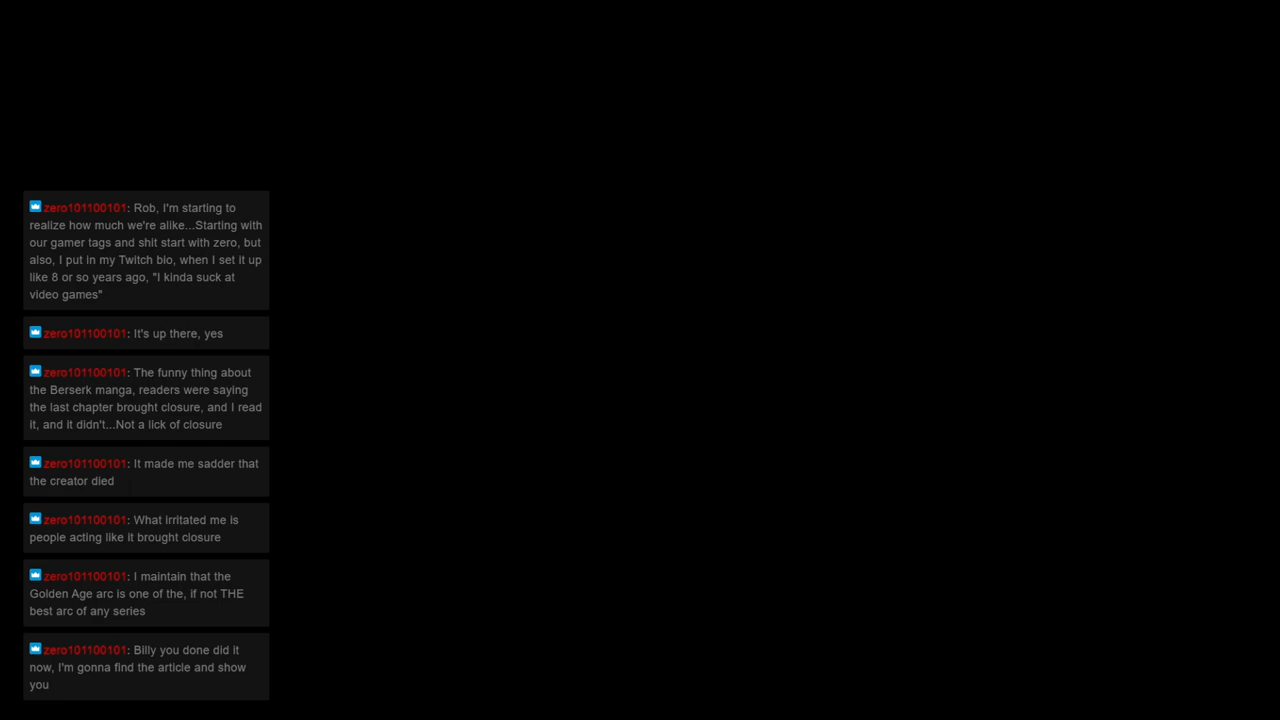 zero101100101: Rob, I'm starting to
realize how much we're alike...Starting with
our gamer tags and shit start with zero, but
also, I put in my Twitch bio, when I set it up
like 8 or so years ago, "I kinda suck at
video games"
zero101100101: It's up there, yes
zero101100101: The funny thing about
the Berserk manga, readers were saying
the last chapter brought closure, and I read
it, and it didn't...Not a lick of closure
zero101100101: It made me sadder that
the creator died
zero101100101: What irritated me is
people acting like it brought closure
zero101100101: I maintain that the
Golden Age arc is one of the, if not THE
best arc of any series
zero101100101: Billy you done did it
now, I'm gonna find the article and show
you